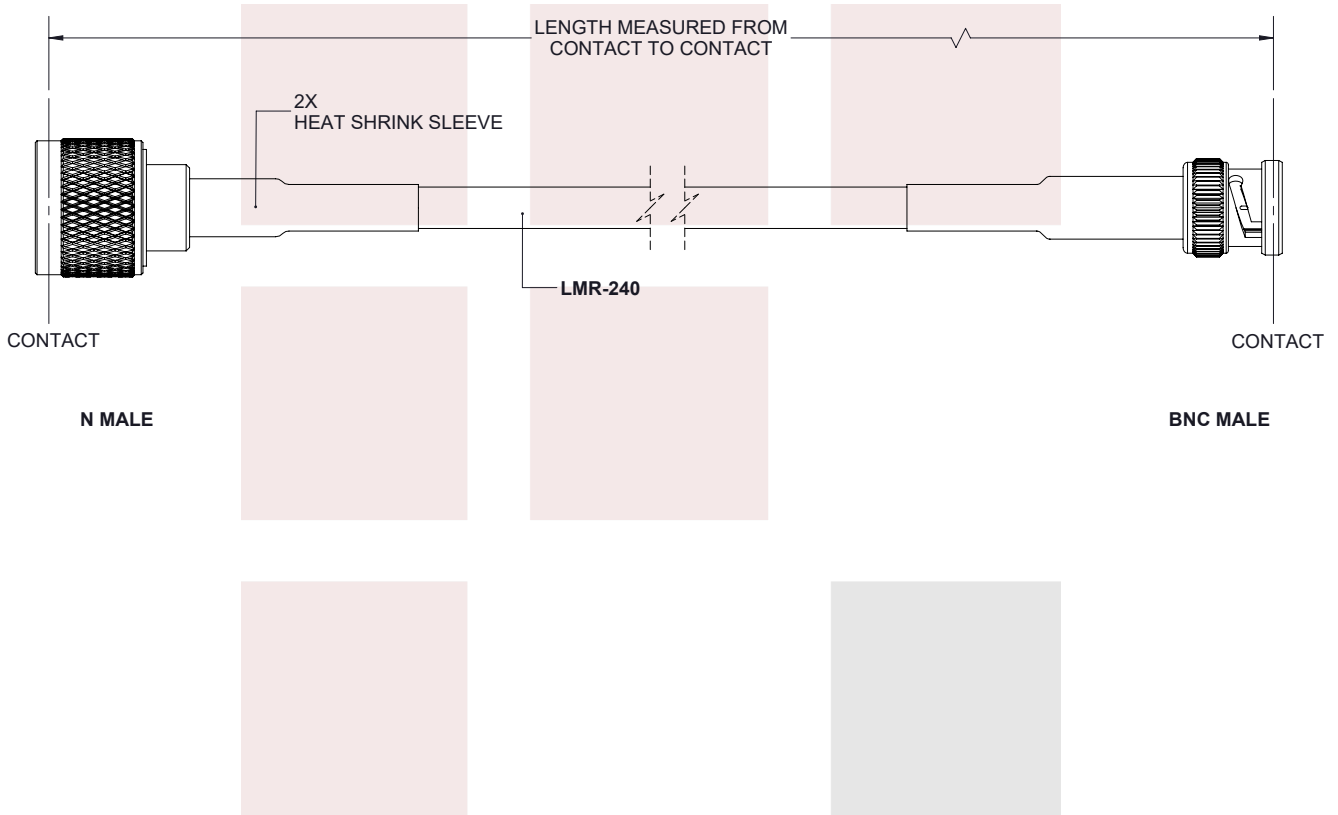 LENGTH MEASURED FROM
CONTACT TO CONTACT
2X
HEAT SHRINK SLEEVE
LMR-240
CONTACT
CONTACT
N MALE
BNC MALE